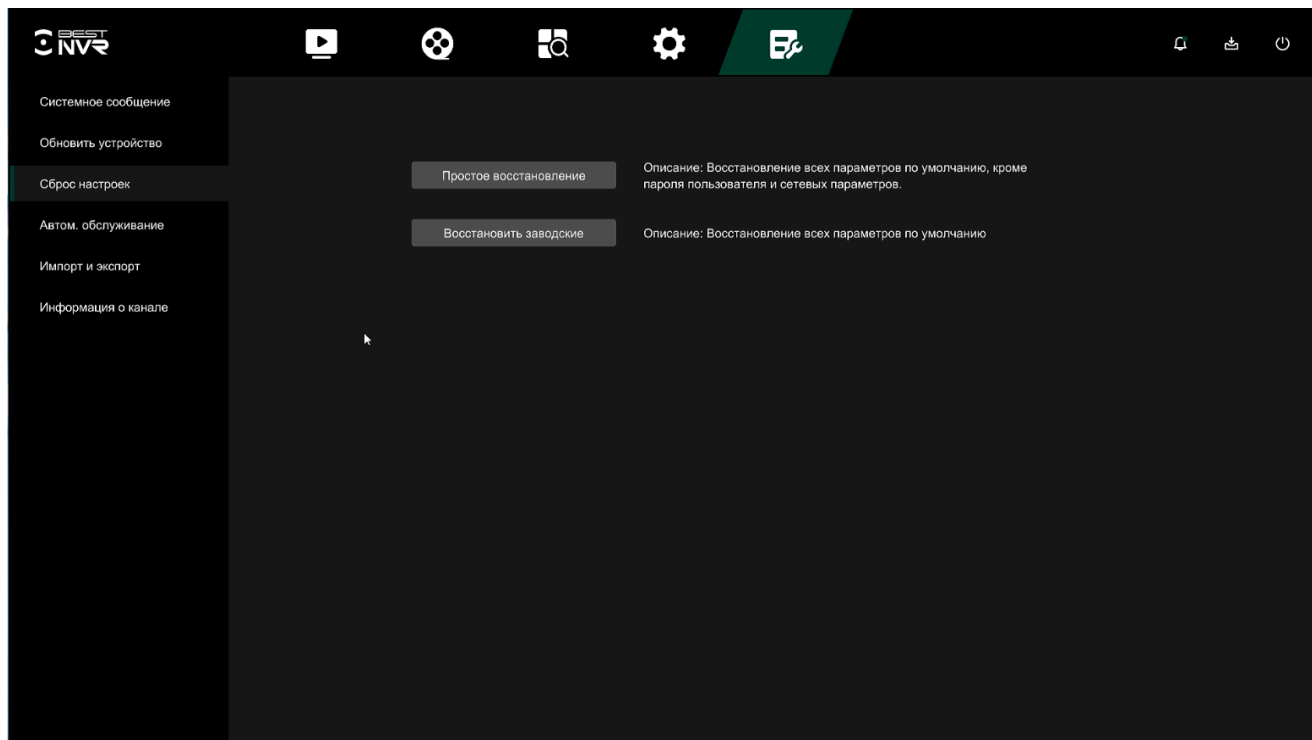 BEST
NVR
Системное сообщение
Обновить устройство
Сброс настроек
Автом. обслуживание
Импорт и экспорт
Информация о канале
Простое восстановление
Описание: Восстановление всех параметров по умолчанию, кроме
пароля пользователя и сетевых параметров.
Восстановить заводские
Описание: Восстановление всех параметров по умолчанию